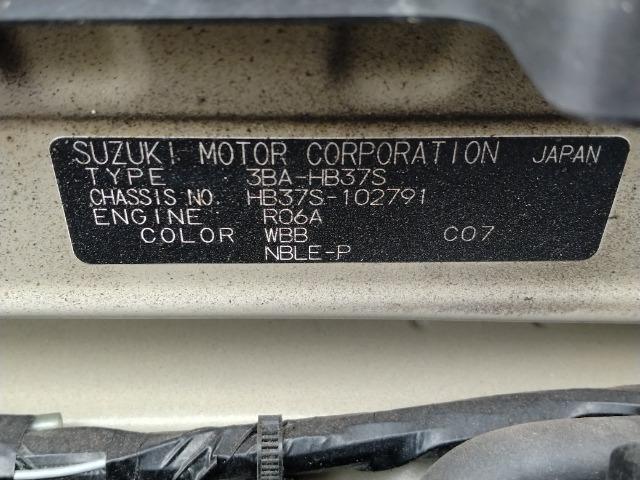 SUZUKI MOTOR CORPORATION JAPAN
TYPE 3BA-HB37S
CHASSIS NO. HB37S-102791
ENGINE R06A
COLOR WBB C07
NBLE-P